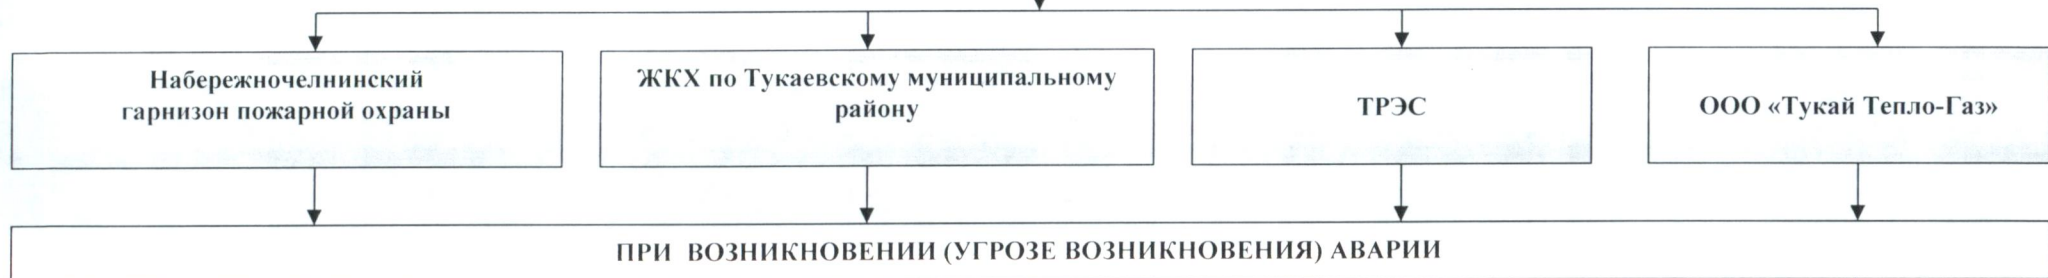 Набережночелнинский
гарнизон пожарной охраны
ЖКХ по Тукаевскому муниципальному
району
ТРЭС
ООО «Тукай Тепло-Газ»
ПРИ ВОЗНИКНОВЕНИИ (УГРОЗЕ ВОЗНИКНОВЕНИЯ) АВАРИИ